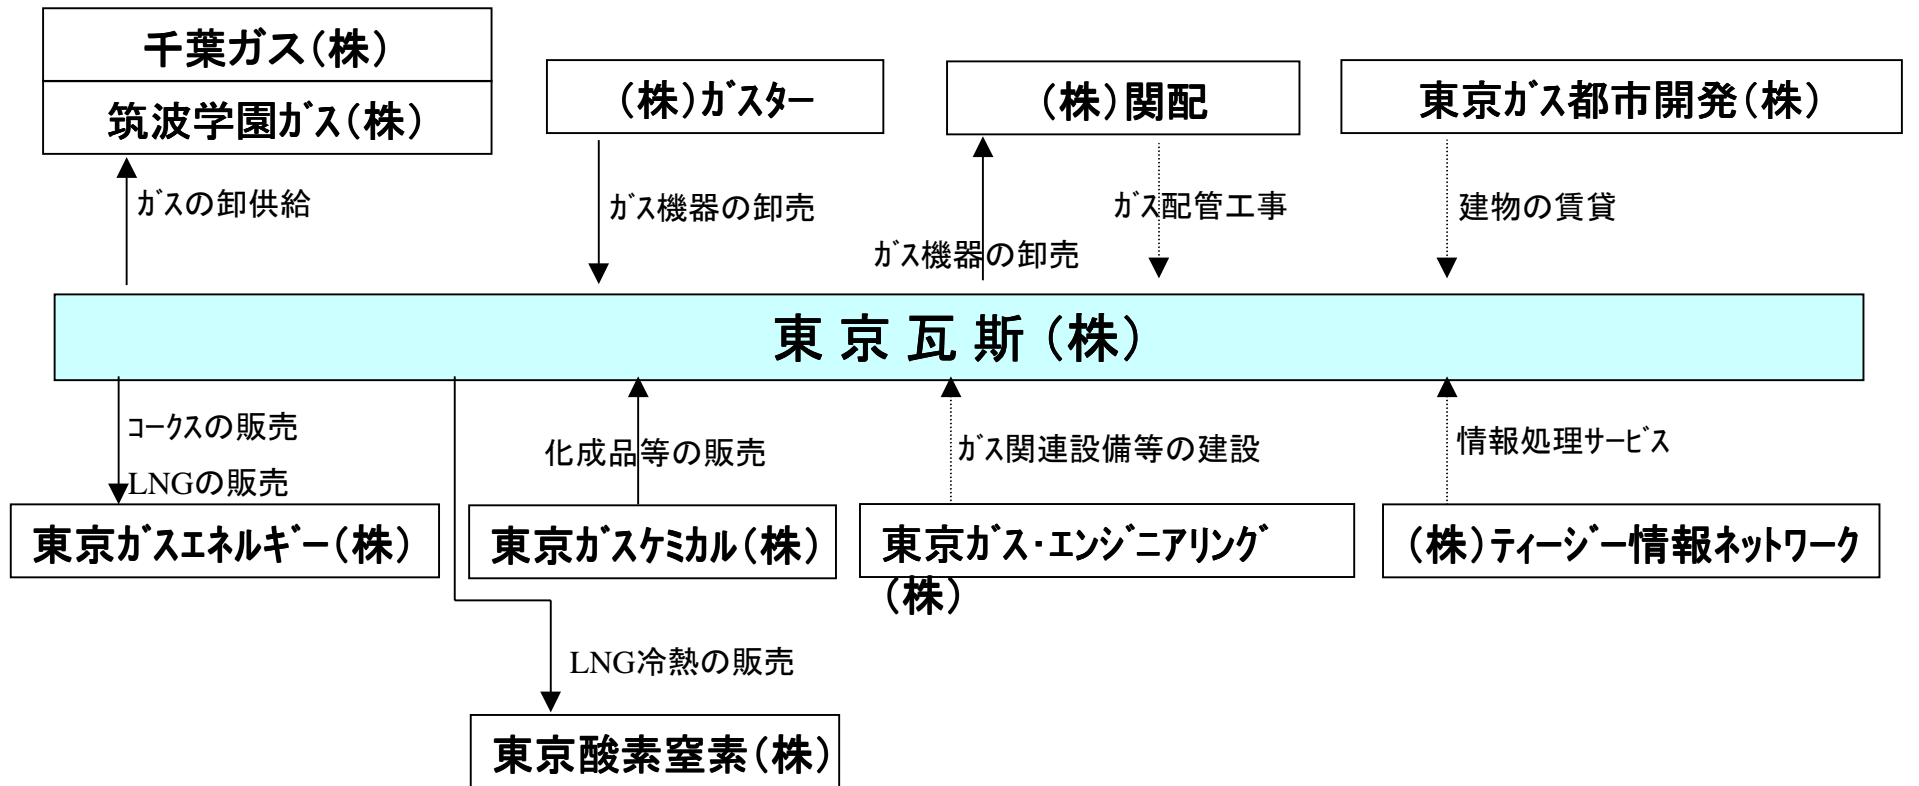 千葉ガス(株)
筑波学園ガス(株)
(株)ガスター
(株)関配
東京ガス都市開発(株)
ガスの卸供給
ガス機器の卸売
ガス機器の卸売
ガス配管工事
建物の賃貸
東京瓦斯(株)
コークスの販売
LNGの販売
化成品等の販売
ガス関連設備等の建設
情報処理サービス
東京ガスエネルギー(株)
東京ガスケミカル(株)
東京ガス・エンジニアリング
(株)
(株)ティージー情報ネットワーク
LNG冷熱の販売
東京酸素窒素(株)